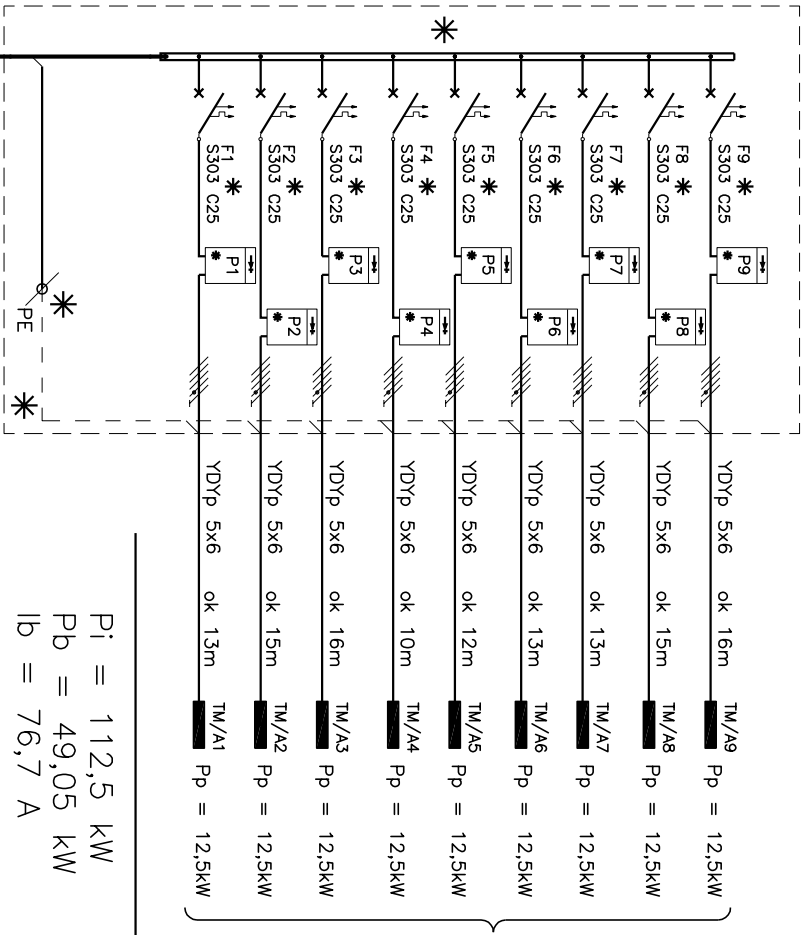 F9
S303 C25
P9
YDYp 5x6 ok 16m
TM/A9
Pp = 12,5kW
F8
S303 C25
P8
YDYp 5x6 ok 15m
TM/A8
Pp = 12,5kW
F7
S303 C25
P7
YDYp 5x6 ok 13m
TM/A7
Pp = 12,5kW
F6
S303 C25
P6
YDYp 5x6 ok 13m
TM/A6
Pp = 12,5kW
F5
S303 C25
P5
YDYp 5x6 ok 12m
TM/A5
Pp = 12,5kW
F4
S303 C25
P4
YDYp 5x6 ok 10m
TM/A4
Pp = 12,5kW
F3
S303 C25
P3
YDYp 5x6 ok 16m
TM/A3
Pp = 12,5kW
F2
S303 C25
P2
YDYp 5x6 ok 15m
TM/A2
Pp = 12,5kW
F1
S303 C25
P1
YDYp 5x6 ok 13m
TM/A1
Pp = 12,5kW
PE
Pi = 112,5 kW
Pb = 49,05 kW
Ib = 76,7 A